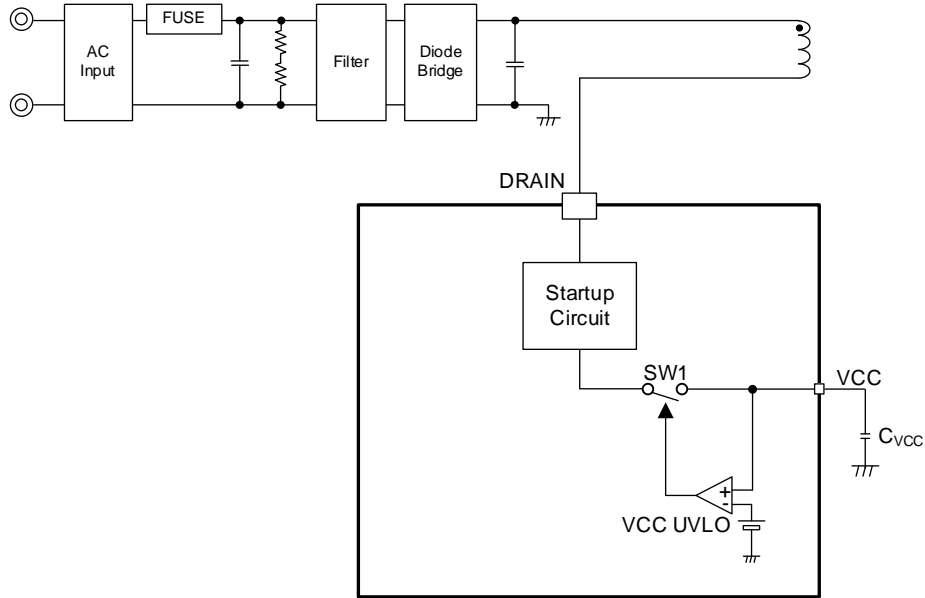 FUSE
AC
Input
Filter
Diode
Bridge
DRAIN
Startup
Circuit
SW1
VCC
CVCC
+
-
VCC UVLO